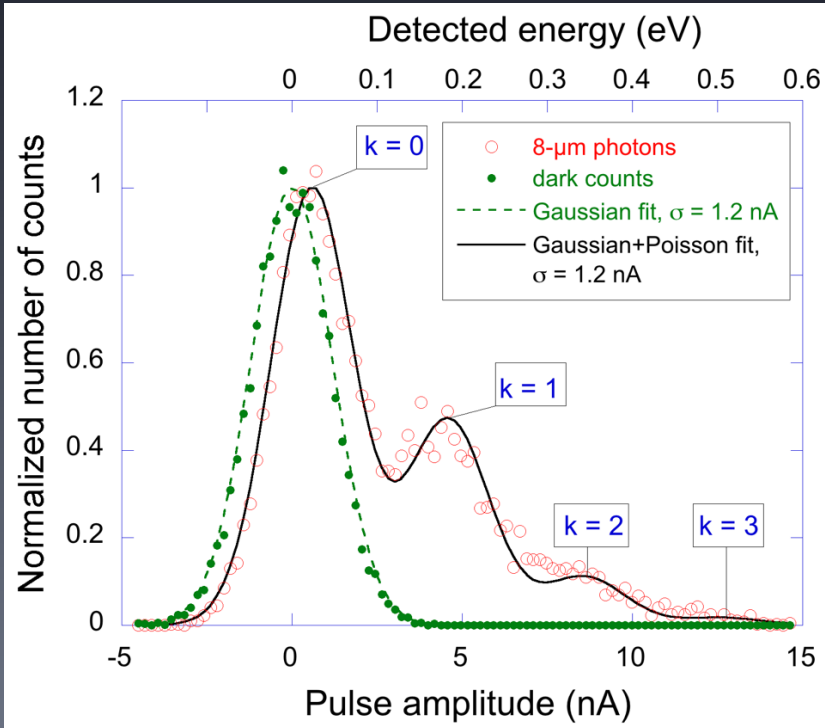 Detected energy (eV)
0 0.1 0.2 0.3 0.4 0.5 0.6
Normalized number of counts
1.2
1
0.8
0.6
0.4
0.2
0
k = 0
8-μm photons
dark counts
Gaussian fit, σ = 1.2 nA
Gaussian+Poisson fit,
σ = 1.2 nA
k = 1
k = 2
k = 3
-5 0 5 10 15
Pulse amplitude (nA)